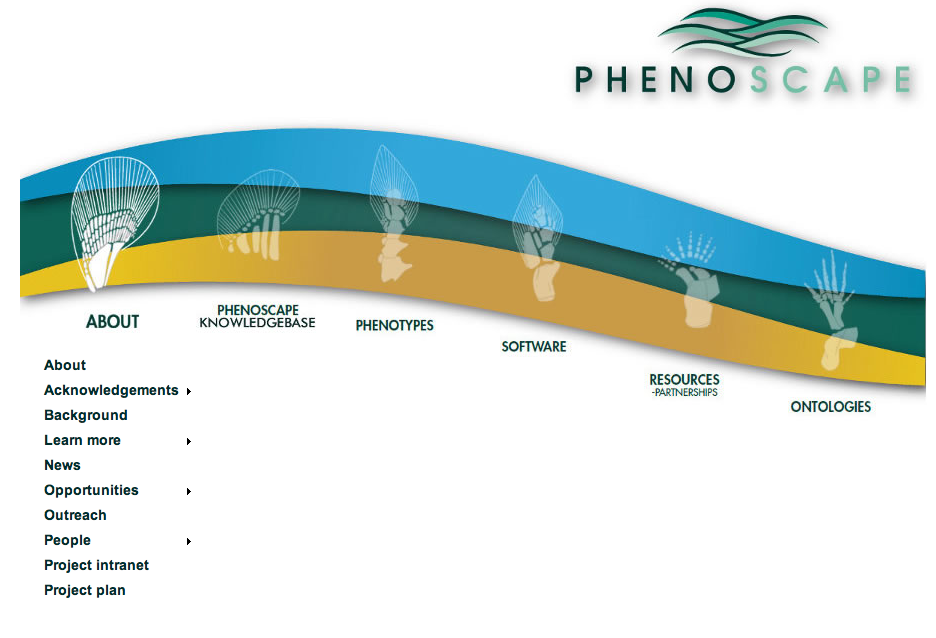 PHENOSCAPE
ABOUT
PHENOSCAPE
KNOWLEDGEBASE
PHENOTYPES
SOFTWARE
RESOURCES
-PARTNERSHIPS
ONTOLOGIES
About
Acknowledgements
Background
Learn more
News
Opportunities
Outreach
People
Project intranet
Project plan